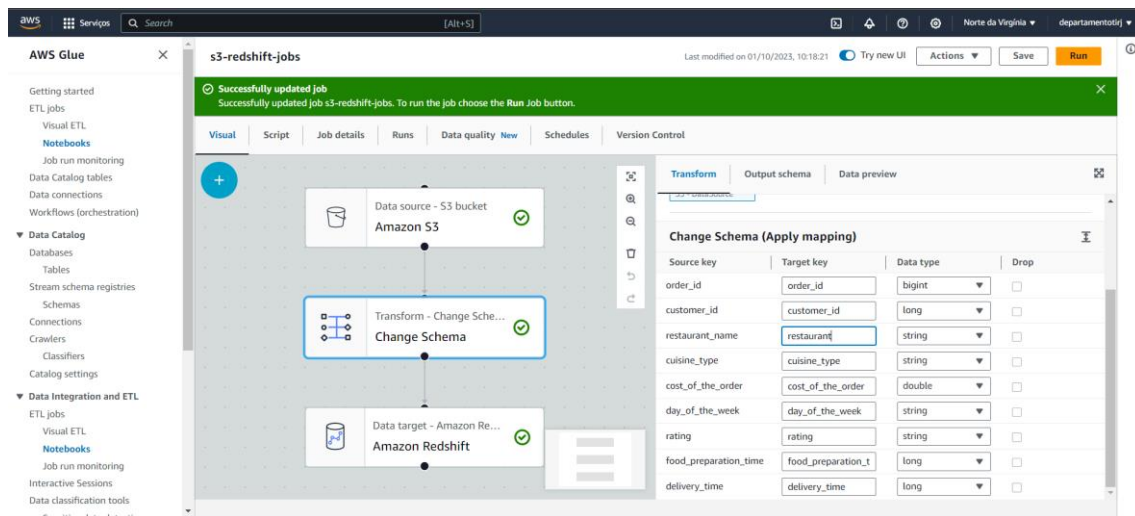 aws
Serviços
Search
[Alt+S]
Norte da Virgínia
departamentotirj
AWS Glue
Getting started
ETL jobs
Visual ETL
Notebooks
Job run monitoring
Data Catalog tables
Data connections
Workflows (orchestration)
Data Catalog
Databases
Tables
Stream schema registries
Schemas
Connections
Crawlers
Classifiers
Catalog settings
Data Integration and ETL
ETL jobs
Visual ETL
Notebooks
Job run monitoring
Interactive Sessions
Data classification tools
s3-redshift-jobs
Last modified on 01/10/2023, 10:18:21
Try new UI
Actions
Save
Run
Successfully updated job
Successfully updated job s3-redshift-jobs. To run the job choose the Run Job button.
Visual
Script
Job details
Runs
Data quality New
Schedules
Version Control
Data source - S3 bucket
Amazon S3
Transform - Change Sche...
Change Schema
Data target - Amazon Re...
Amazon Redshift
Transform
Output schema
Data preview
Change Schema (Apply mapping)
Source key Target key Data type Drop
order_id order_id bigint
customer_id customer_id long
restaurant_name restaurant string
cuisine_type cuisine_type string
cost_of_the_order cost_of_the_order double
day_of_the_week day_of_the_week string
rating rating string
food_preparation_time food_preparation_t long
delivery_time delivery_time long